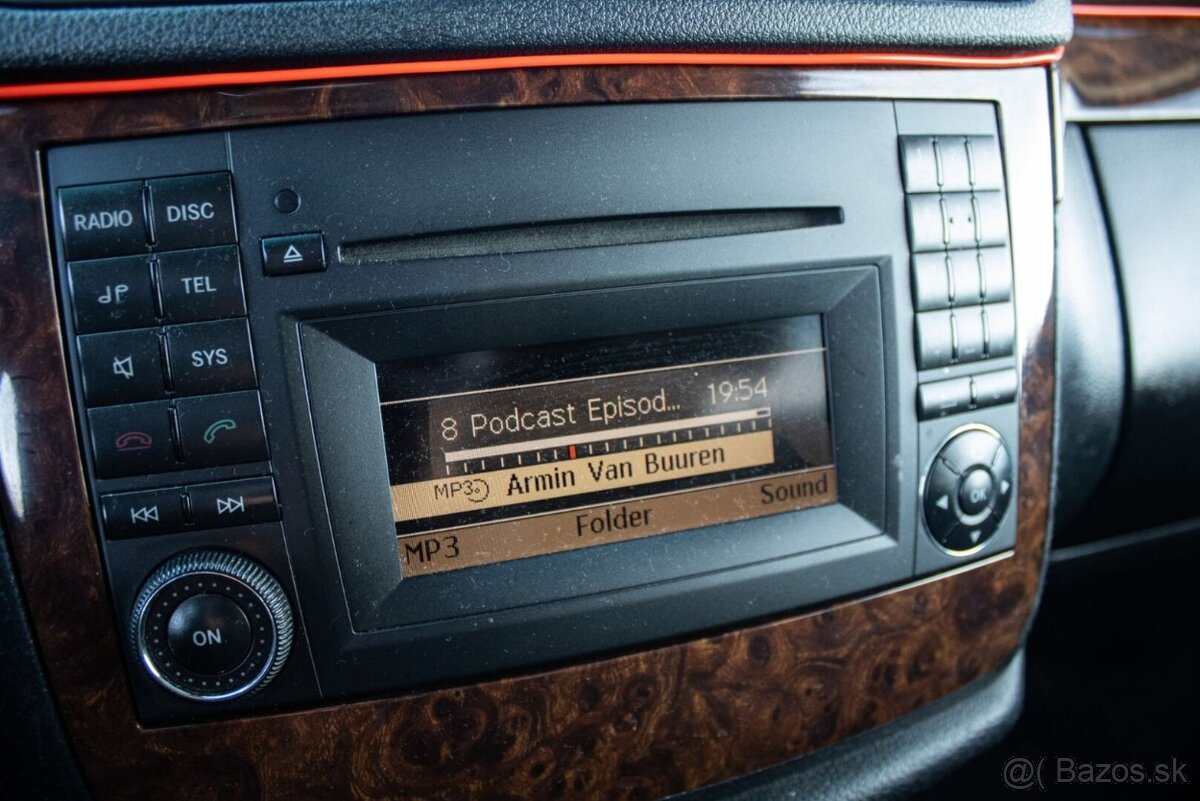 RADIO DISC
TEL
SYS
ON
8 Podcast Episod... 19:54
MP3 Armin Van Buuren
MP3 Folder Sound
OK
@( Bazos.sk